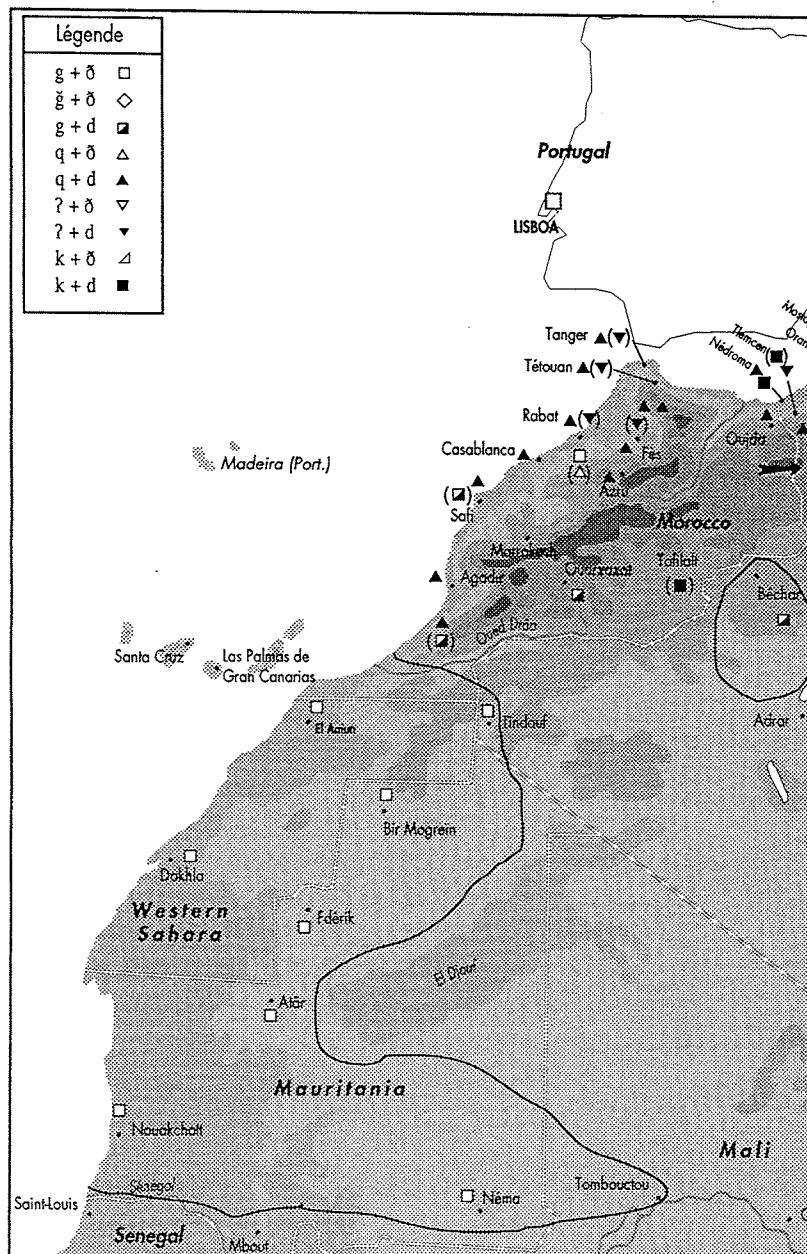 Légende
g + ð
ğ + ð
g + d
q + ð
q + d
ʔ + ð
ʔ + d
k + ð
k + d
Portugal
LISBOA
Tanger
Tlemcen
Tétouan
Nédroma
Rabat
Oujda
Casablanca
Fes
Madeira (Port.)
Azru
Safi
Morocco
Marrakech
Tafilalt
Agadir
Ouarzazat
Béchar
Oued Drâa
Santa Cruz
Las Palmas de
Gran Canarias
El Aaiun
Tindouf
Adrar
Bir Mogrein
Dakhla
Western
Sahara
Fdérik
El Djouf
Atâr
Mauritania
Nouakchott
Mali
Sénégal
Saint-Louis
Néma
Tombouctou
Senegal
Mbout